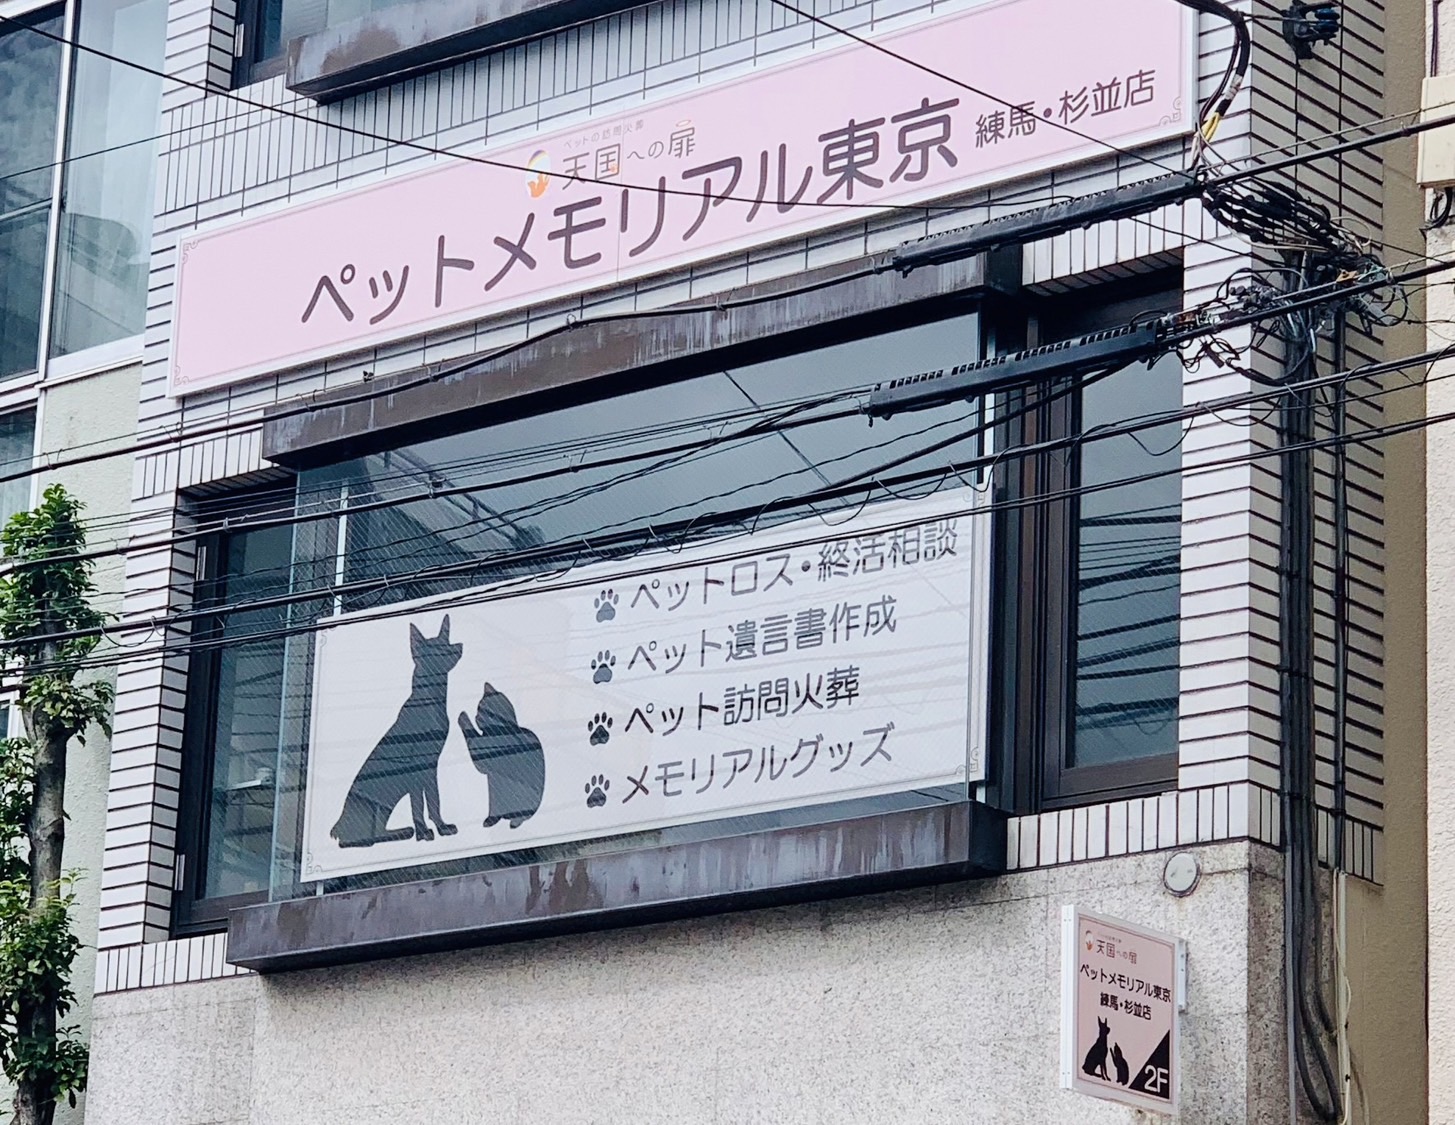 ペットの訪問火葬
天国への扉
ペットメモリアル東京 練馬・杉並店
ペットロス・終活相談
ペット遺言書作成
ペット訪問火葬
メモリアルグッズ
天国への扉
ペットメモリアル東京
練馬・杉並店
2F